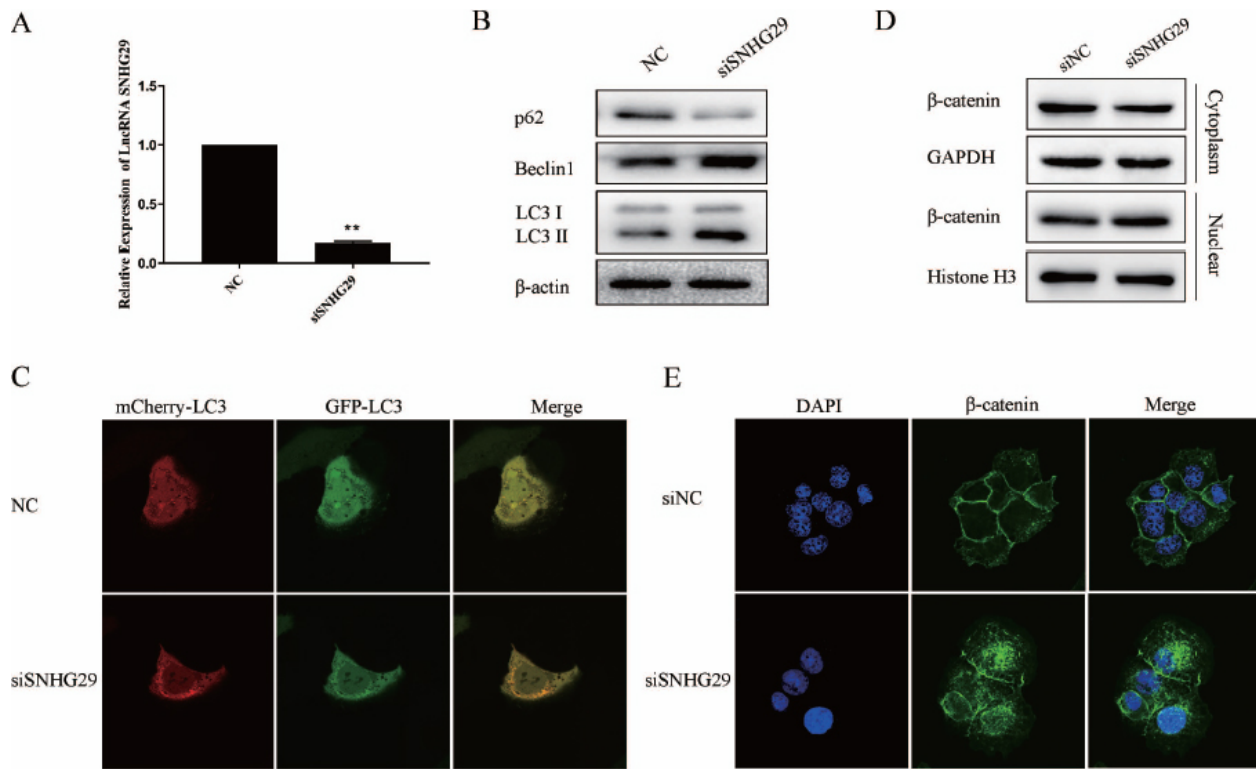 A
Relative Eexpression of LncRNA SNHG29
1.5
1.0
0.5
0.0
**
NC
siSNHG29
B
NC
siSNHG29
p62
Beclin1
LC3 I
LC3 II
β-actin
D
siNC
siSNHG29
β-catenin
GAPDH
β-catenin
Histone H3
Cytoplasm
Nuclear
C
mCherry-LC3
GFP-LC3
Merge
NC
siSNHG29
E
DAPI
β-catenin
Merge
siNC
siSNHG29